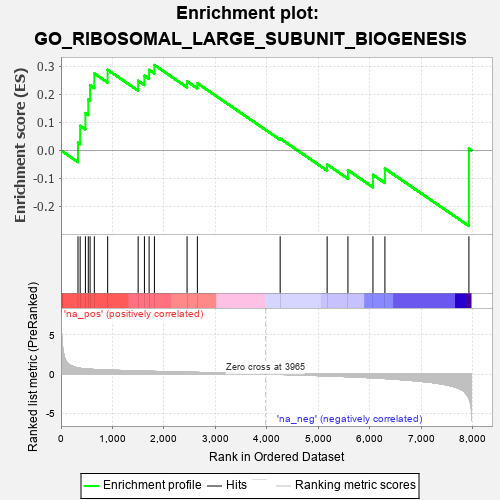 Enrichment plot:
GO_RIBOSOMAL_LARGE_SUBUNIT_BIOGENESIS
Enrichment score (ES)
0.3
0.2
0.1
0.0
-0.1
-0.2
'na_pos' (positively correlated)
Ranked list metric (PreRanked)
5
0
-5
Zero cross at 3965
'na_neg' (negatively correlated)
0 1,000 2,000 3,000 4,000 5,000 6,000 7,000 8,000
Rank in Ordered Dataset
Enrichment profile Hits Ranking metric scores